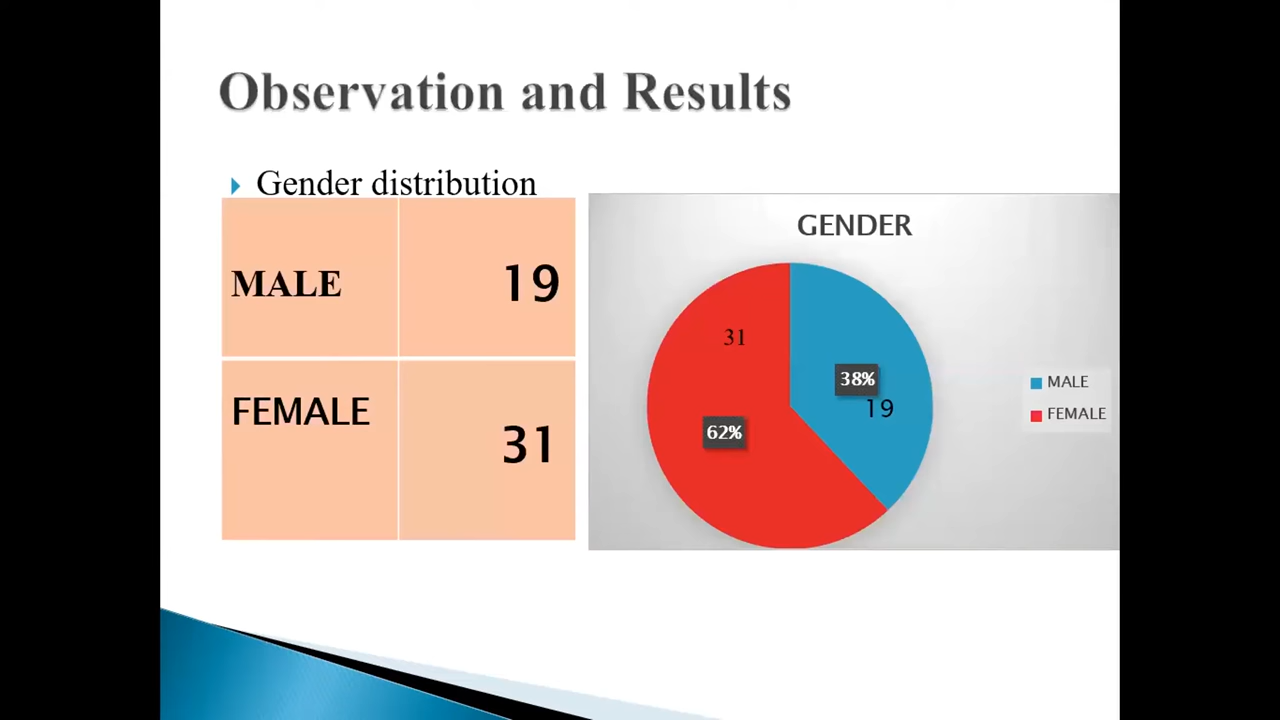 Observation and Results
Gender distribution
MALE 19
FEMALE 31
GENDER
31
38%
19
62%
MALE
FEMALE